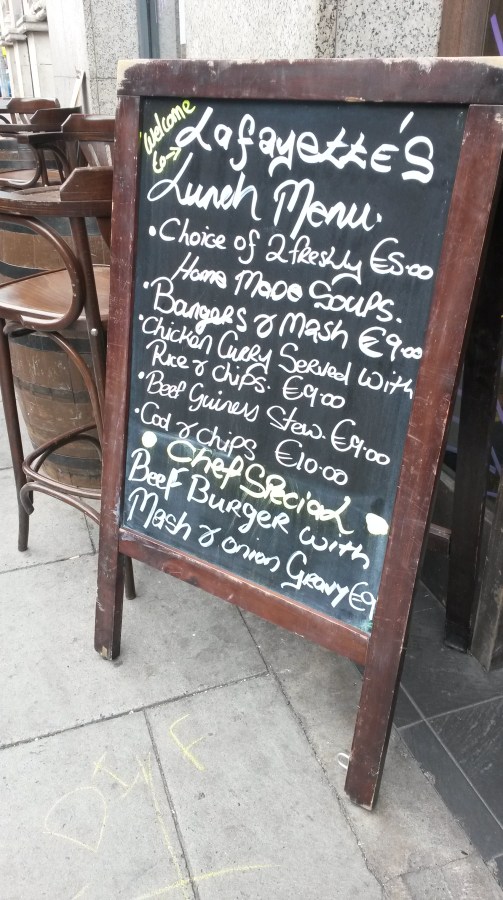 Welcome
to→ Lafayette'S
Lunch Menu.
• Choice of 2 freshly €5.00
Home Made Soups.
• Bangers & Mash €9.00
• Chicken Curry Served with
Rice & chips. €9.00
• Beef Guiness Stew. €9.00
• Cod & chips €10.00
• Chef Special •
Beef Burger with
Mash & onion Gravy €9